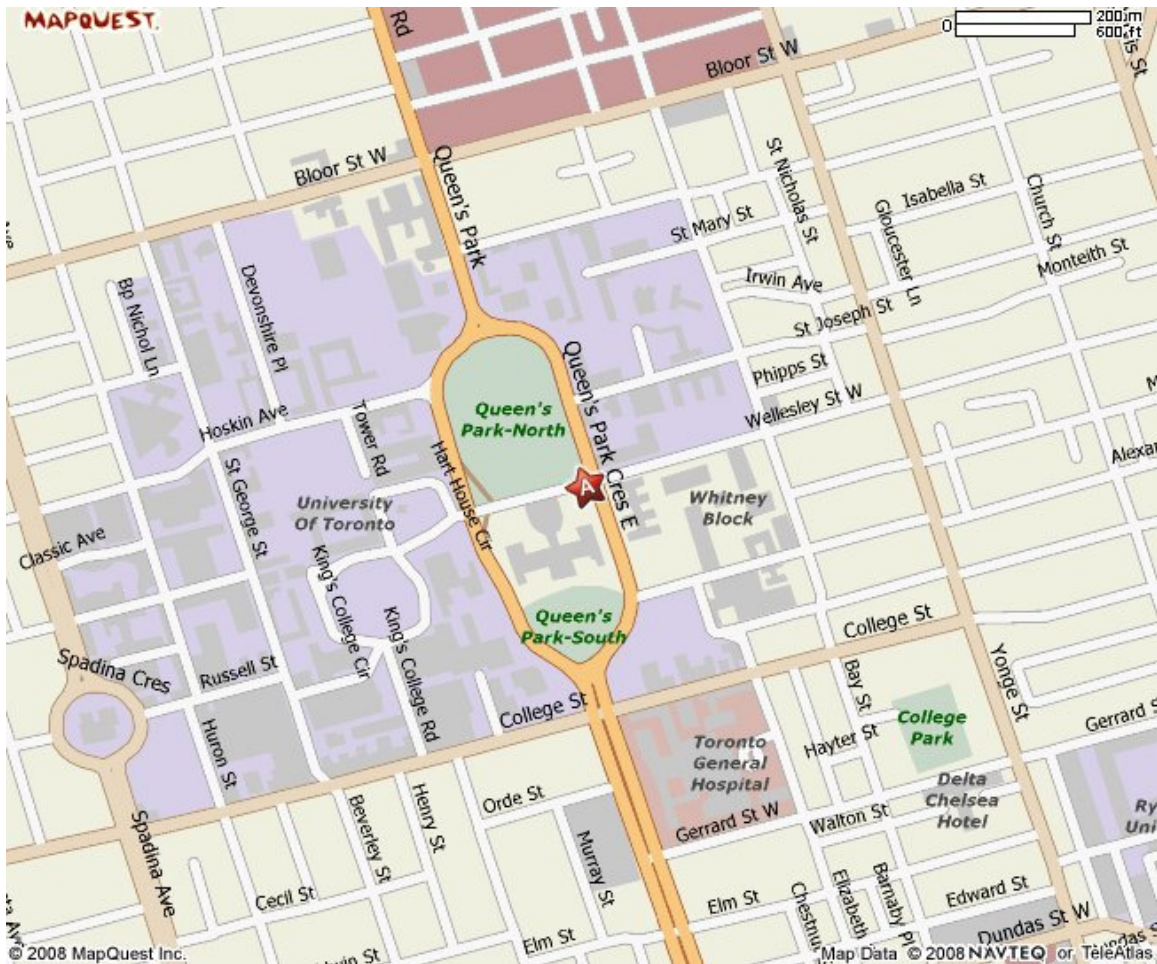 MAPQUEST.
Rd
0
200 m
600 ft
Bloor St W
Bloor St W
Queen's Park
St Nicholas St
Isabella St
Church St
St Mary St
Gloucester Ln
Monteith St
Irwin Ave
Bp Nichol Ln
Devonshire Pl
St Joseph St
Phipps St
Queen's Park Cres E
Wellesley St W
Queen's
Park-North
Hoskin Ave
Tower Rd
Hart House Cir
A
Whitney
Block
University
Of Toronto
St George St
Classic Ave
King's College Cir
King's College Rd
Queen's
Park-South
College St
Spadina Cres
Russell St
College St
Bay St
Yonge St
College
Park
Gerrard S
Huron St
Hayter St
Toronto
General
Hospital
Delta
Chelsea
Hotel
Orde St
Henry St
Beverley St
Murray St
Gerrard St W
Walton St
Spadina Ave
Cecil St
Elm St
Elm St
Elizabeth
Barnaby Pl
Edward St
Dundas St W
© 2008 MapQuest Inc.
Map Data © 2008 NAVTEQ or TeleAtlas